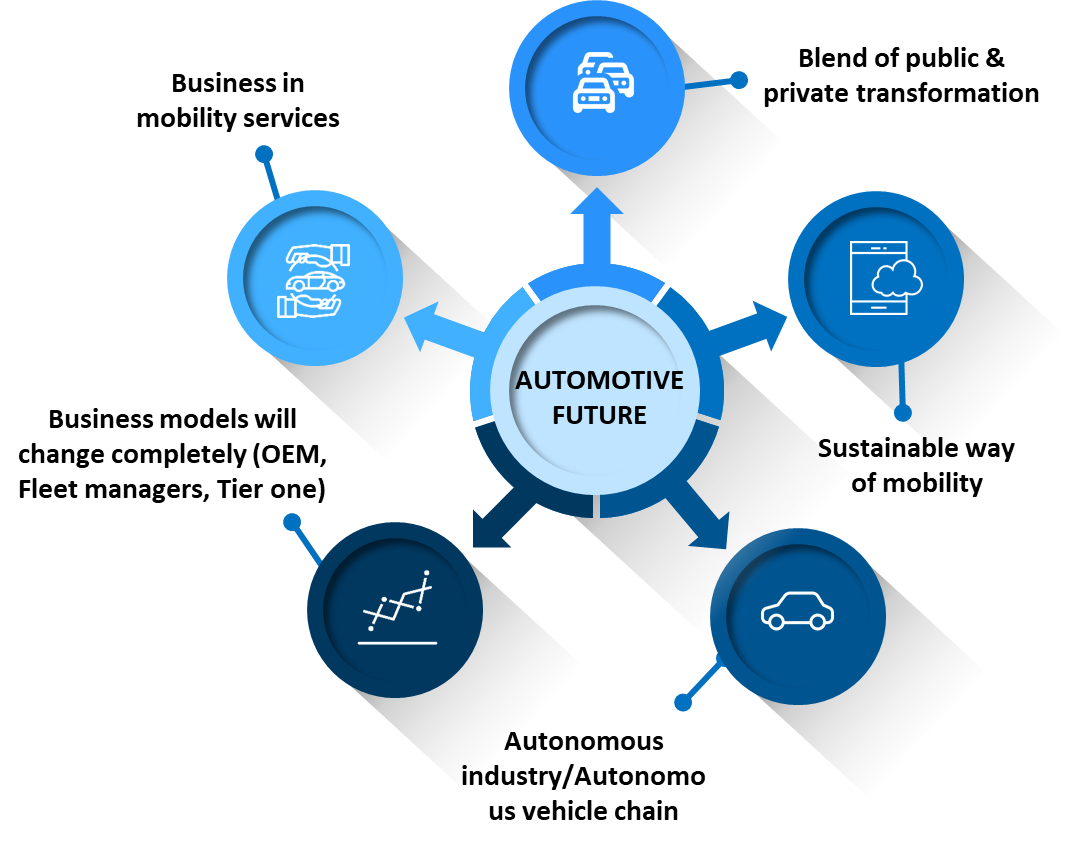 Blend of public &
private transformation
Business in
mobility services
AUTOMOTIVE
FUTURE
Sustainable way
of mobility
Business models will
change completely (OEM,
Fleet managers, Tier one)
Autonomous
industry/Autonomo
us vehicle chain